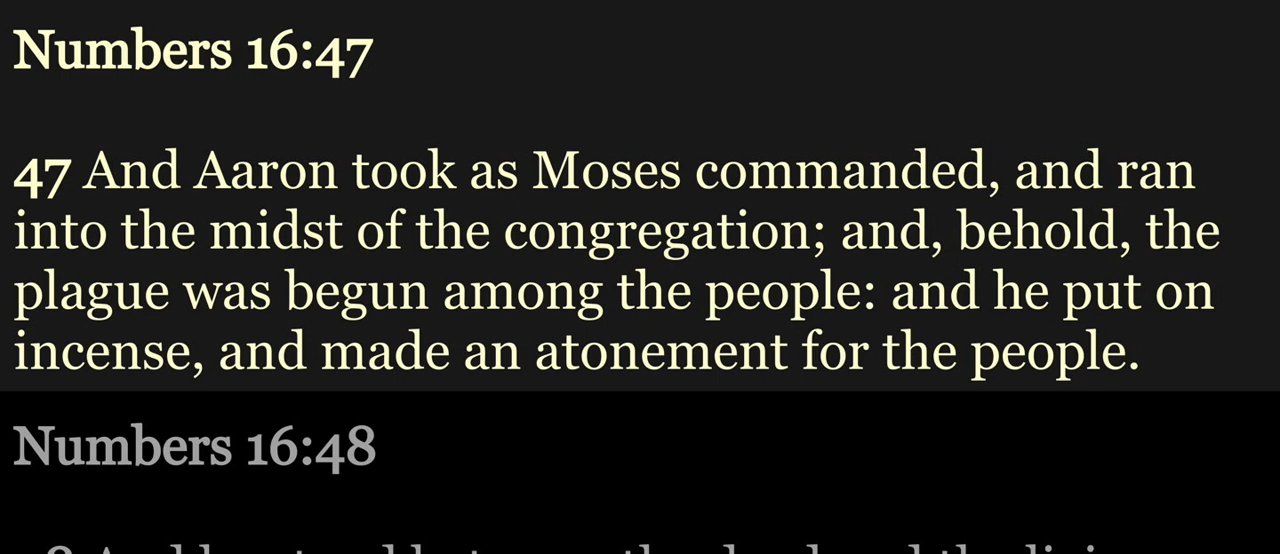 Numbers 16:47
47 And Aaron took as Moses commanded, and ran
into the midst of the congregation; and, behold, the
plague was begun among the people: and he put on
incense, and made an atonement for the people.
Numbers 16:48